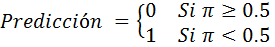 Predicción = {0 Si π ≥ 0.5
1 Si π < 0.5